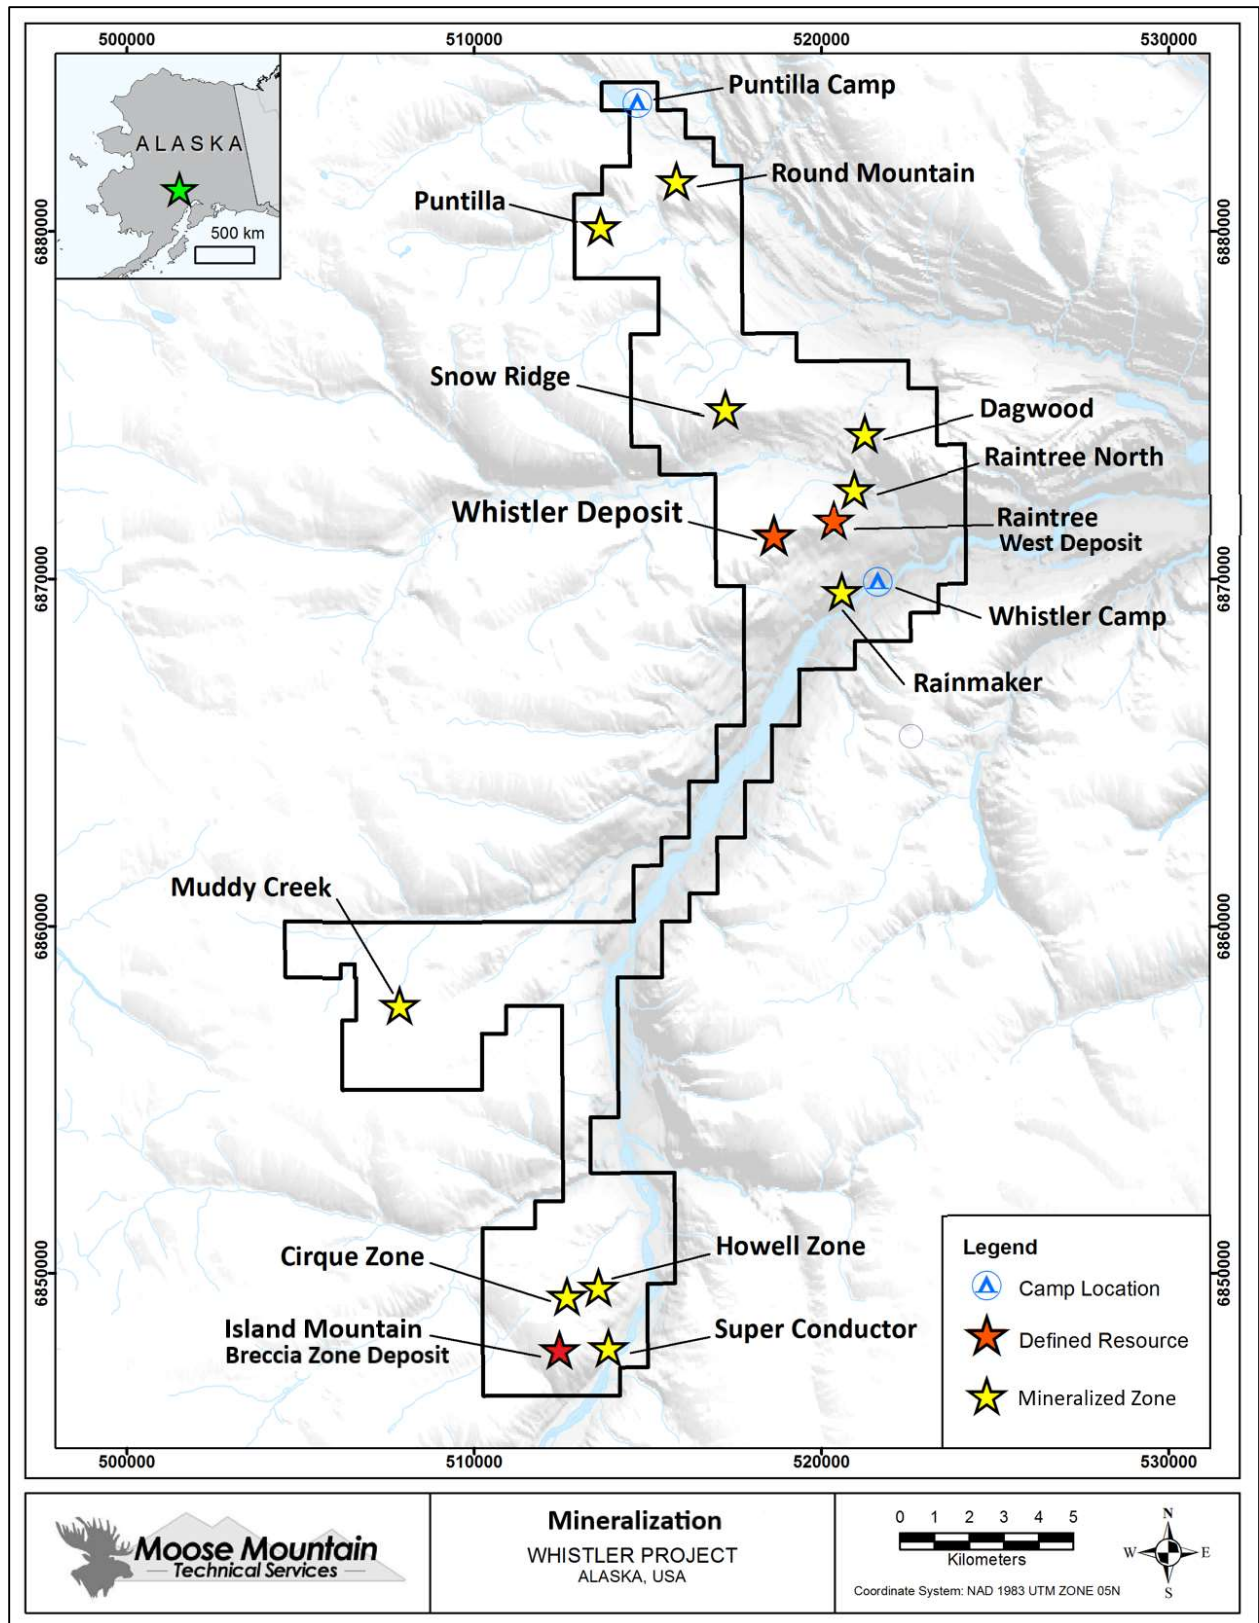 500000
510000
520000
530000
ALASKA
500 km
Puntilla Camp
Round Mountain
Puntilla
6880000
6880000
Snow Ridge
Dagwood
Raintree North
Whistler Deposit
Raintree
West Deposit
6870000
6870000
Whistler Camp
Rainmaker
Muddy Creek
6860000
6860000
Cirque Zone
Howell Zone
6850000
6850000
Island Mountain
Breccia Zone Deposit
Super Conductor
Legend
Camp Location
Defined Resource
Mineralized Zone
500000
510000
520000
530000
Moose Mountain
Technical Services
Mineralization
WHISTLER PROJECT
ALASKA, USA
0 1 2 3 4 5
Kilometers
N
W E
S
Coordinate System: NAD 1983 UTM ZONE 05N